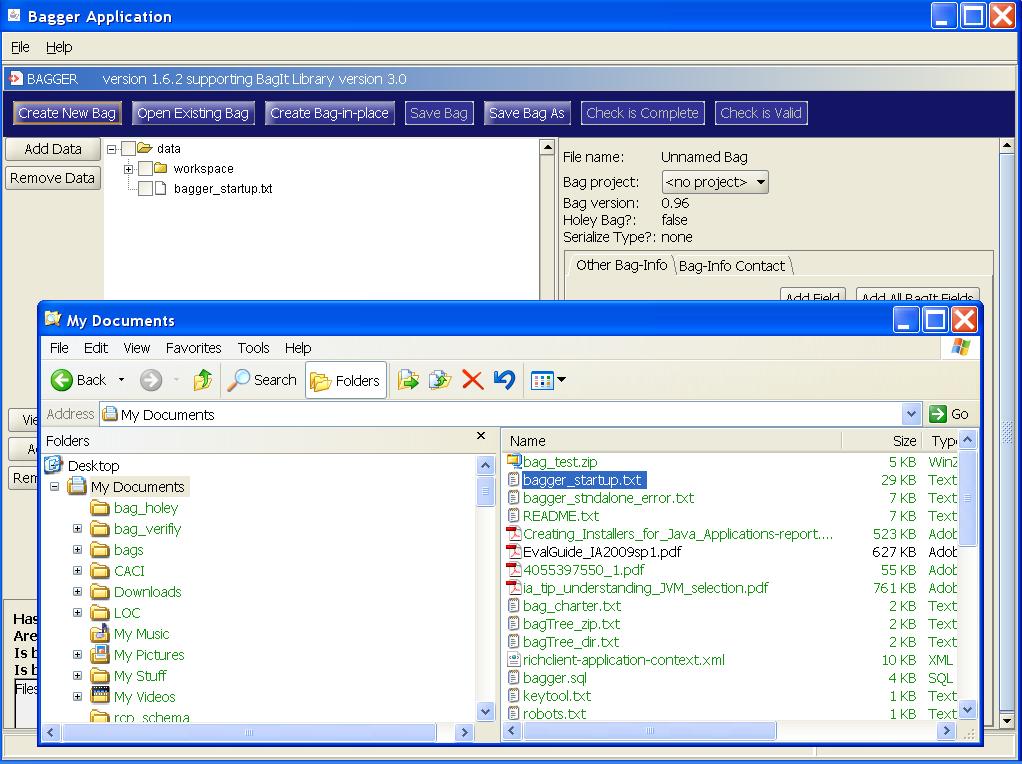 Bagger Application
File Help
BAGGER version 1.6.2 supporting BagIt Library version 3.0
Create New Bag Open Existing Bag Create Bag-in-place Save Bag Save Bag As Check is Complete Check is Valid
Add Data
Remove Data
data
workspace
bagger_startup.txt
File name: Unnamed Bag
Bag project: <no project>
Bag version: 0.96
Holey Bag?: false
Serialize Type?: none
Other Bag-Info Bag-Info Contact
Add Field Add All BagIt Fields
My Documents
File Edit View Favorites Tools Help
Back Search Folders
Address My Documents Go
Folders
Desktop
My Documents
bag_holey
bag_verifiy
bags
CACI
Downloads
LOC
My Music
My Pictures
My Stuff
My Videos
rcp_schema
Name Size Typ
bag_test.zip 5 KB WinZ
bagger_startup.txt 29 KB Text
bagger_stndalone_error.txt 7 KB Text
README.txt 7 KB Text
Creating_Installers_for_Java_Applications-report.... 523 KB Adob
EvalGuide_IA2009sp1.pdf 627 KB Adob
4055397550_1.pdf 55 KB Adob
ia_tip_understanding_JVM_selection.pdf 761 KB Adob
bag_charter.txt 2 KB Text
bagTree_zip.txt 2 KB Text
bagTree_dir.txt 2 KB Text
richclient-application-context.xml 10 KB XML
bagger.sql 4 KB SQL
keytool.txt 1 KB Text
robots.txt 1 KB Text
Vie
Rem
Has
Are
Is b
Is b
Files